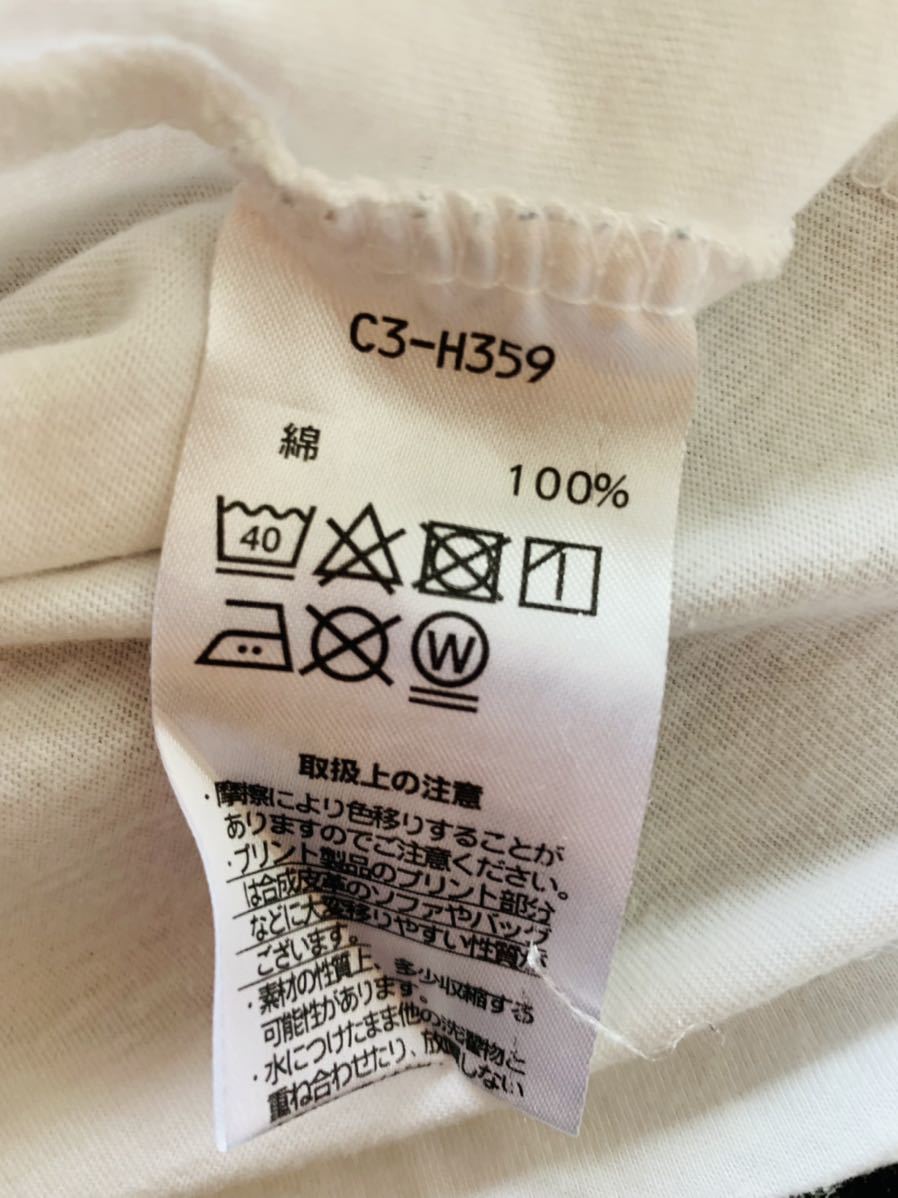 C3-H359
綿
100%
40
W
取扱上の注意
・摩擦により色移りすることが
ありますのでご注意ください。
・プリント製品のプリント部分
は合成皮革のソファやバッグ
などに大変移りやすい性質が
ございます。
・素材の性質上、多少収縮する
可能性があります。
・水につけたまま他の洗濯物と
重ね合わせたり、放置しない